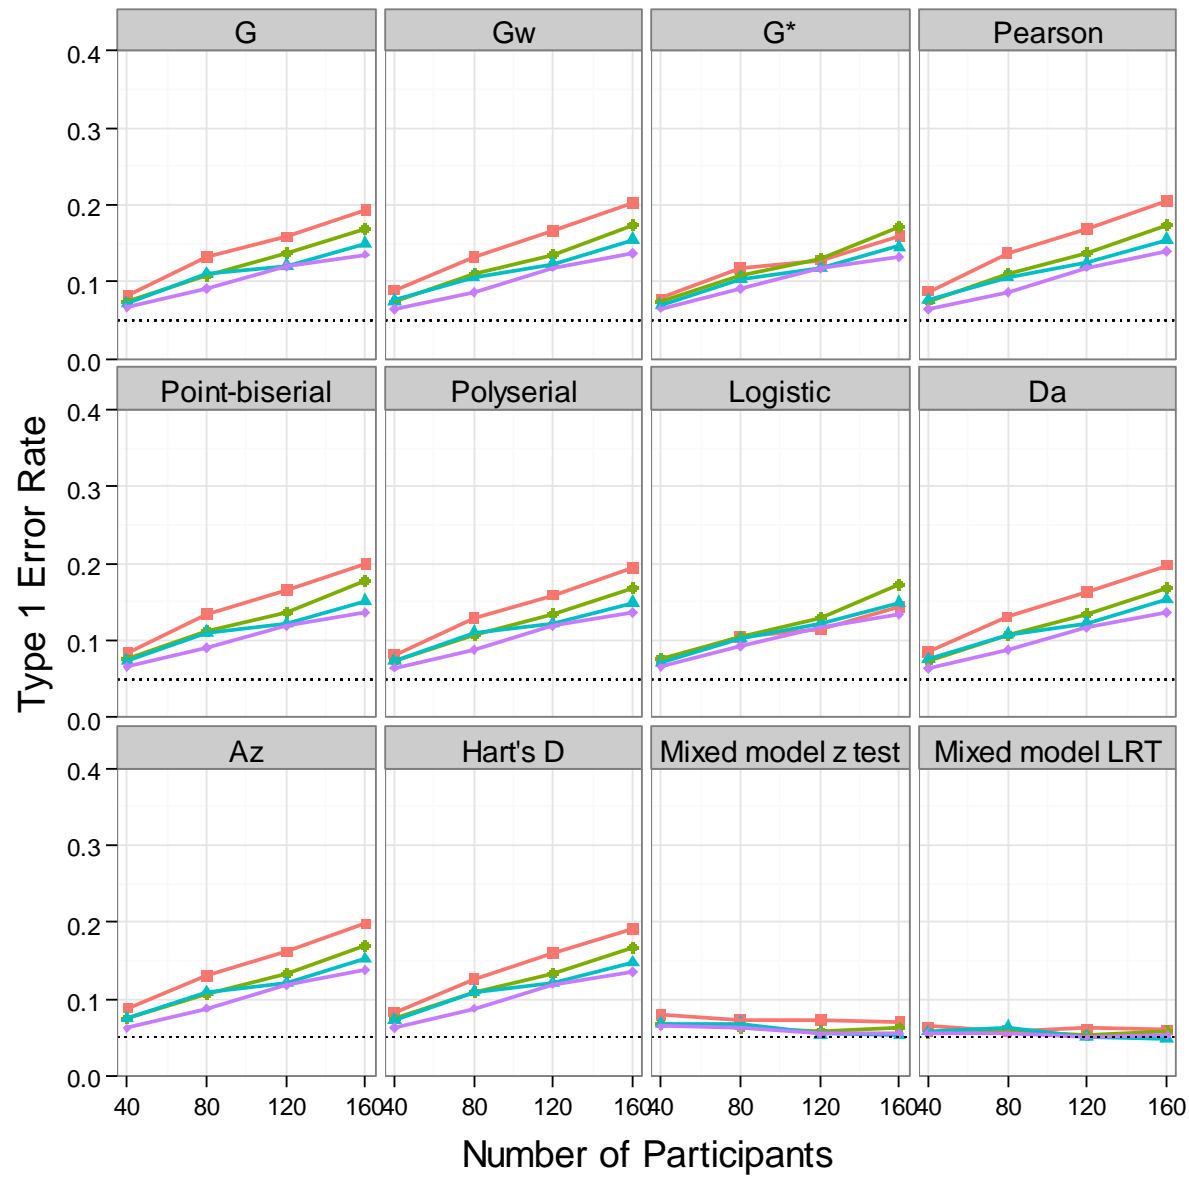 G Gw G* Pearson
0.4
0.3
0.2
0.1
0.0
Point-biserial Polyserial Logistic Da
0.4
0.3
0.2
0.1
0.0
Az Hart's D Mixed model z test Mixed model LRT
0.4
0.3
0.2
0.1
0.0
40 80 120 160 40 80 120 160 40 80 120 160 40 80 120 160
Type 1 Error Rate
Number of Participants